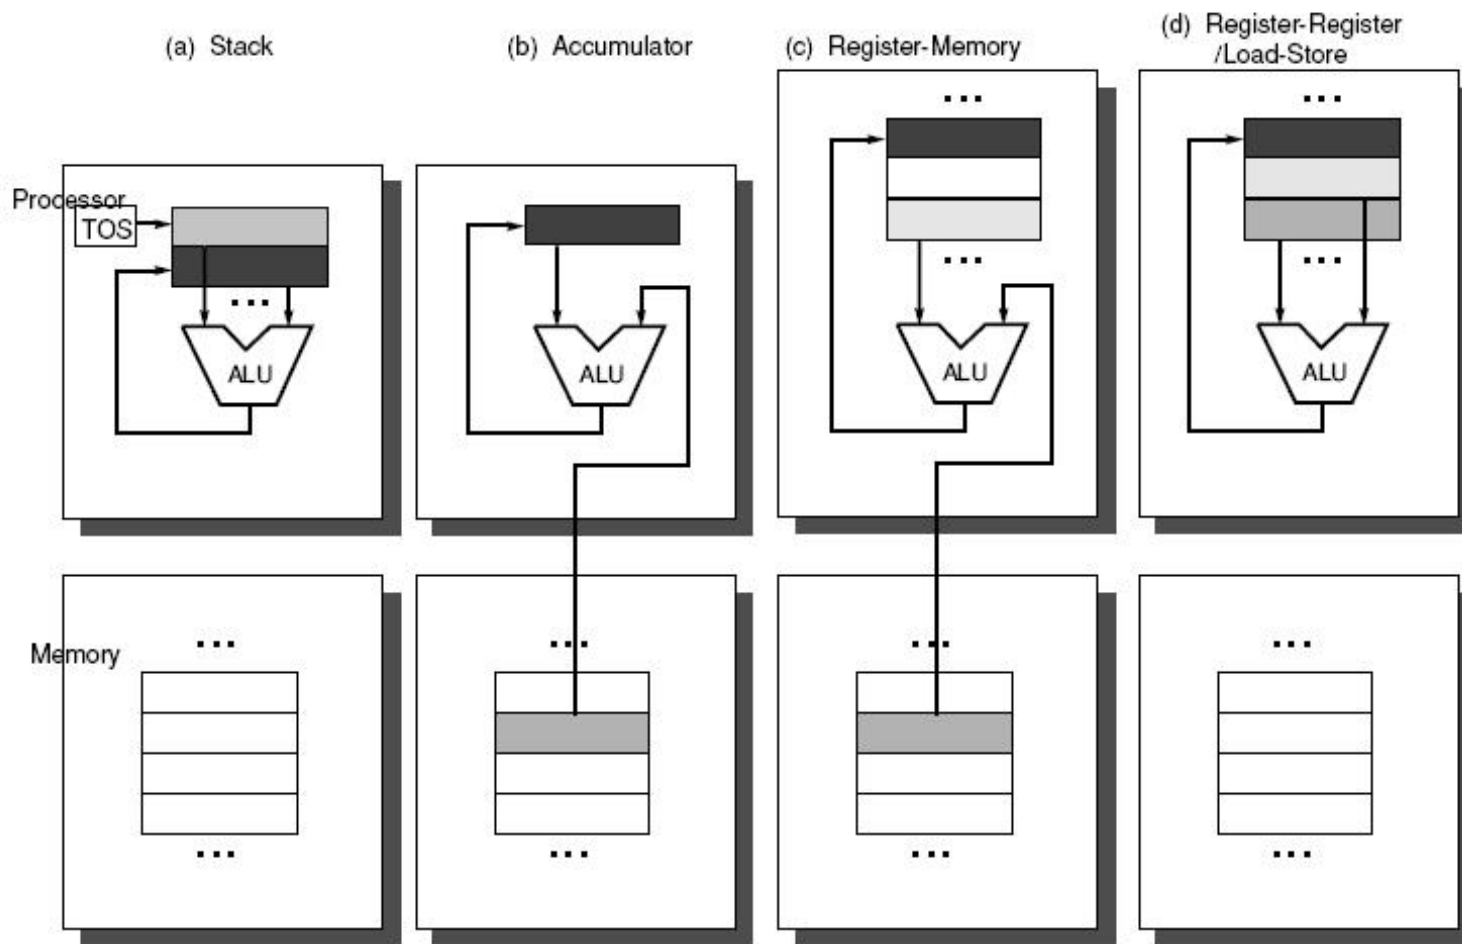 (a) Stack
(b) Accumulator
(c) Register-Memory
(d) Register-Register
/Load-Store
Processor
TOS
ALU
ALU
ALU
ALU
Memory